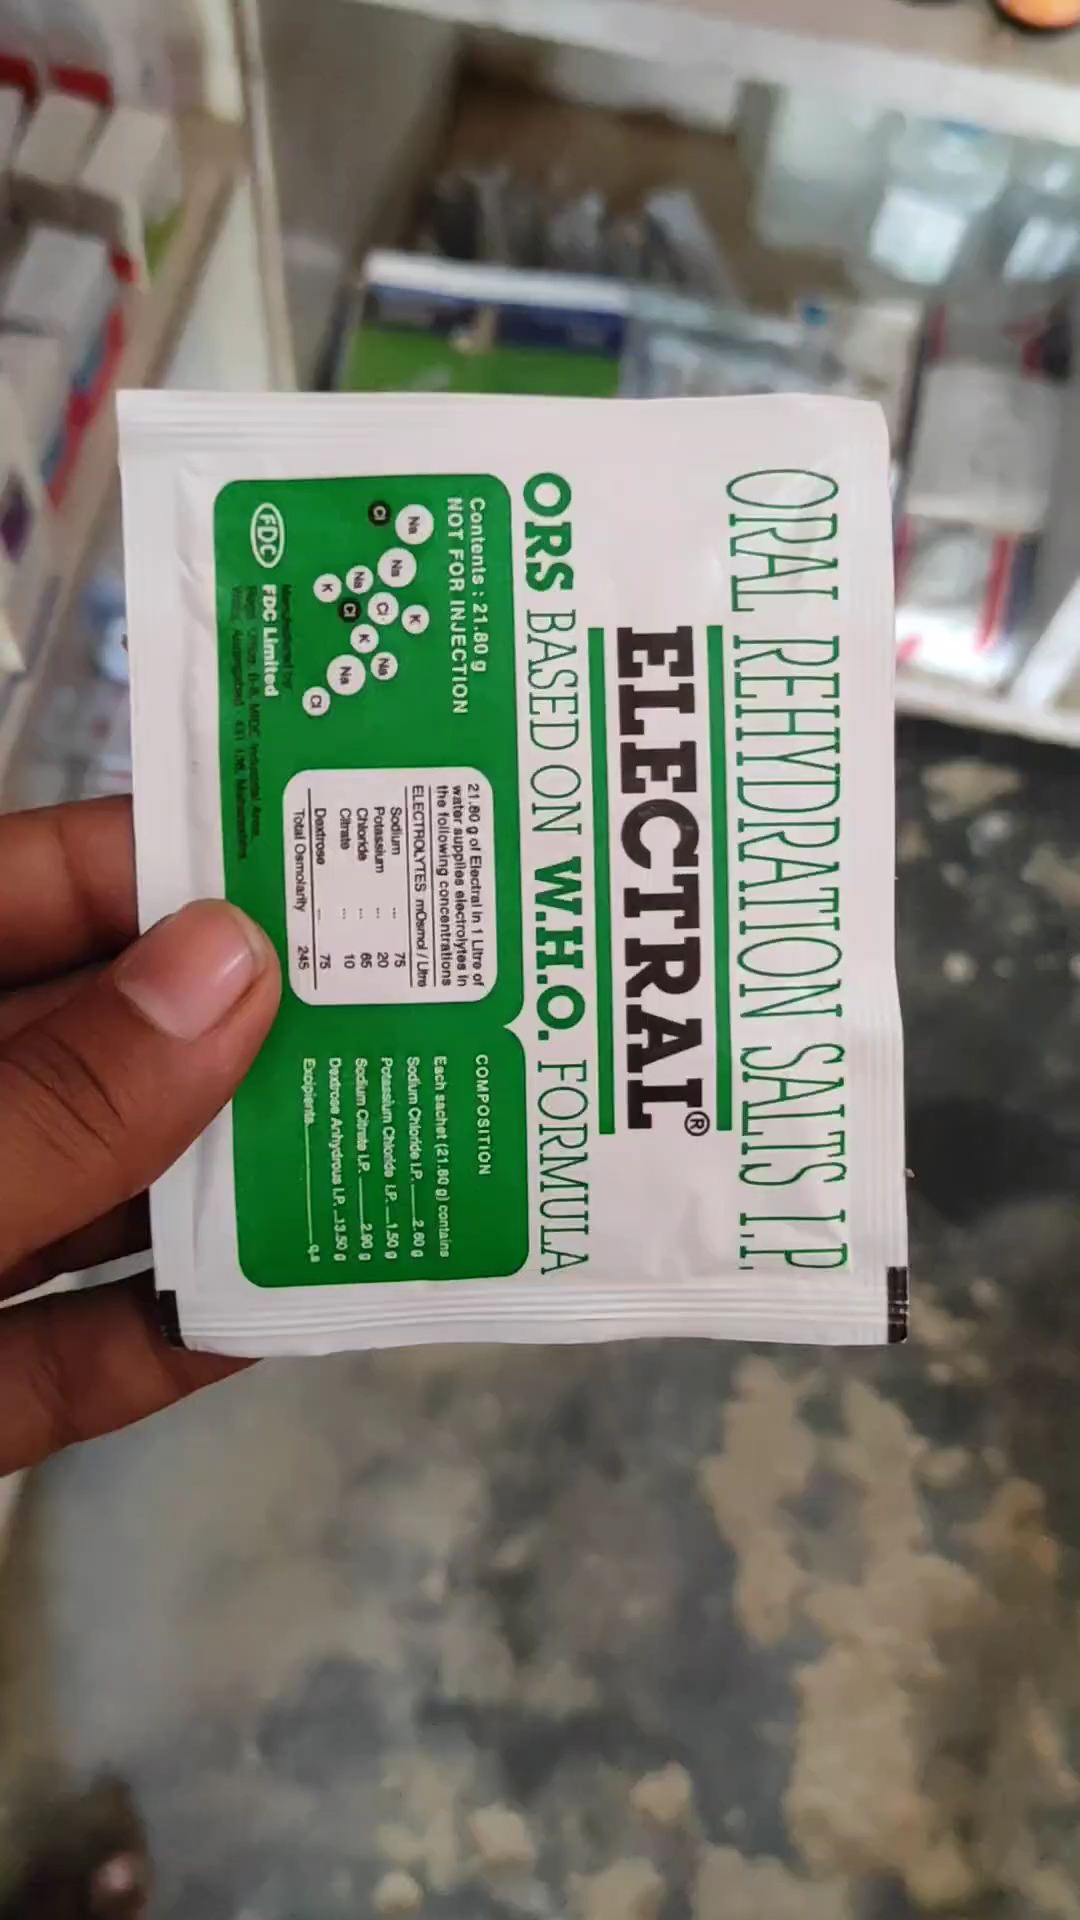 ORAL REHYDRATION SALTS I.P.
ELECTRAL®
ORS BASED ON W.H.O. FORMULA
Contents : 21.80 g
NOT FOR INJECTION
Na
Cl
Na
K
Na
Cl
K
Cl
K
Na
Na
Cl
FDC
Manufactured by:
FDC Limited
21.80 g of Electral in 1 Litre of
water supplies electrolytes in
the following concentrations
ELECTROLYTES mOsmol / Litre
Sodium ... 75
Potassium ... 20
Chloride ... 65
Citrate ... 10
Dextrose ... 75
Total Osmolarity 245
COMPOSITION
Each sachet (21.80 g) contains
Sodium Chloride I.P. 2.60 g
Potassium Chloride I.P. 1.50 g
Sodium Citrate I.P. 2.90 g
Dextrose Anhydrous I.P. 13.50 g
Excipients q.s